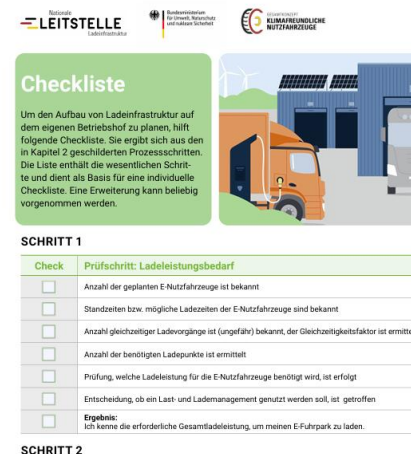 Nationale
LEITSTELLE
Ladeinfrastruktur
Bundesministerium
für Umwelt, Naturschutz
und nukleare Sicherheit
GESAMTKONZEPT
KLIMAFREUNDLICHE
NUTZFAHRZEUGE
Checkliste
Um den Aufbau von Ladeinfrastruktur auf
dem eigenen Betriebshof zu planen, hilft
folgende Checkliste. Sie ergibt sich aus den
in Kapitel 2 geschilderten Prozessschritten.
Die Liste enthält die wesentlichen Schrit-
te und dient als Basis für eine individuelle
Checkliste. Eine Erweiterung kann beliebig
vorgenommen werden.
SCHRITT 1
Check Prüfschritt: Ladeleistungsbedarf
Anzahl der geplanten E-Nutzfahrzeuge ist bekannt
Standzeiten bzw. mögliche Ladezeiten der E-Nutzfahrzeuge sind bekannt
Anzahl gleichzeitiger Ladevorgänge ist (ungefähr) bekannt, der Gleichzeitigkeitsfaktor ist ermitte
Anzahl der benötigten Ladepunkte ist ermittelt
Prüfung, welche Ladeleistung für die E-Nutzfahrzeuge benötigt wird, ist erfolgt
Entscheidung, ob ein Last- und Lademanagement genutzt werden soll, ist getroffen
Ergebnis:
Ich kenne die erforderliche Gesamtladeleistung, um meinen E-Fuhrpark zu laden.
SCHRITT 2